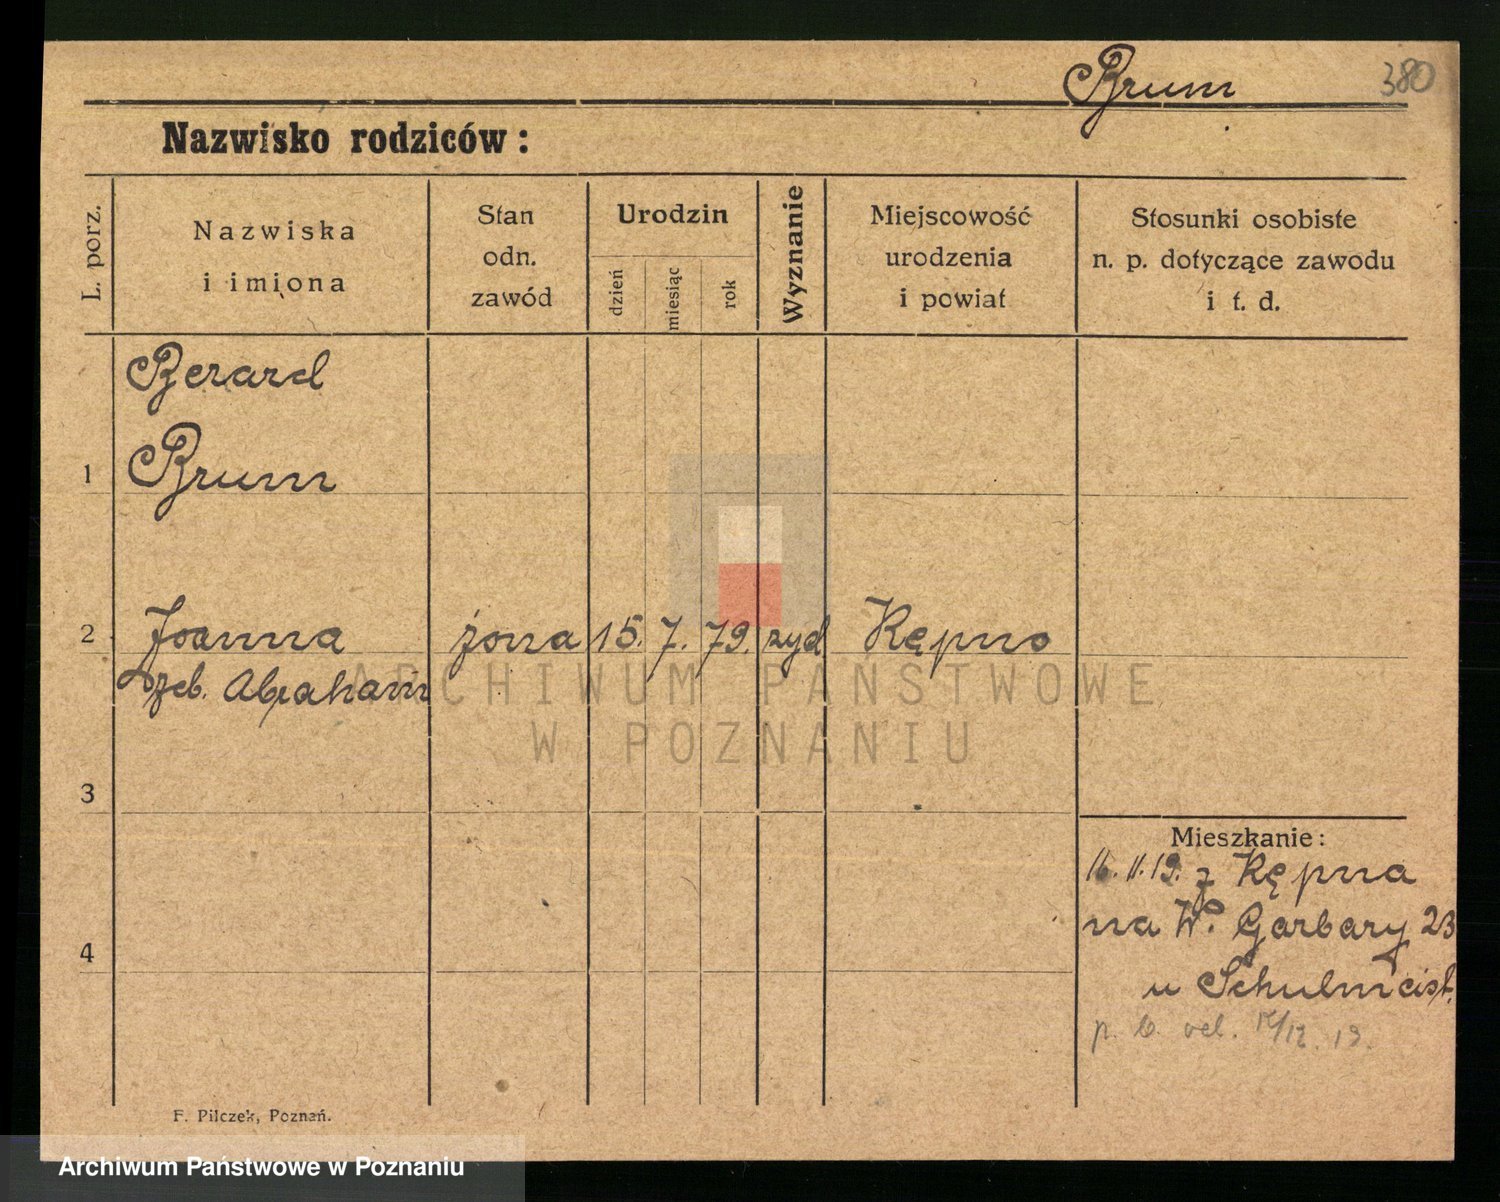 Brum 380
Nazwisko rodziców:
L. porz.
Nazwiska
i imiona
Stan
odn.
zawód
Urodzin
dzień
miesiąc
rok
Wyznanie
Miejscowość
urodzenia
i powiat
Stosunki osobiste
n. p. dotyczące zawodu
i t. d.
Berard
1 Brum
2 Joanna żona 15. 7. 79. żyd Kępno
Abraham
3
4
Mieszkanie:
16. 11. 19. z Kępna
na W. Garbary 23
u Schulmeist.
F. Pilczek, Poznań.
ARCHIWUM PAŃSTWOWE
W POZNANIU
Archiwum Państwowe w Poznaniu